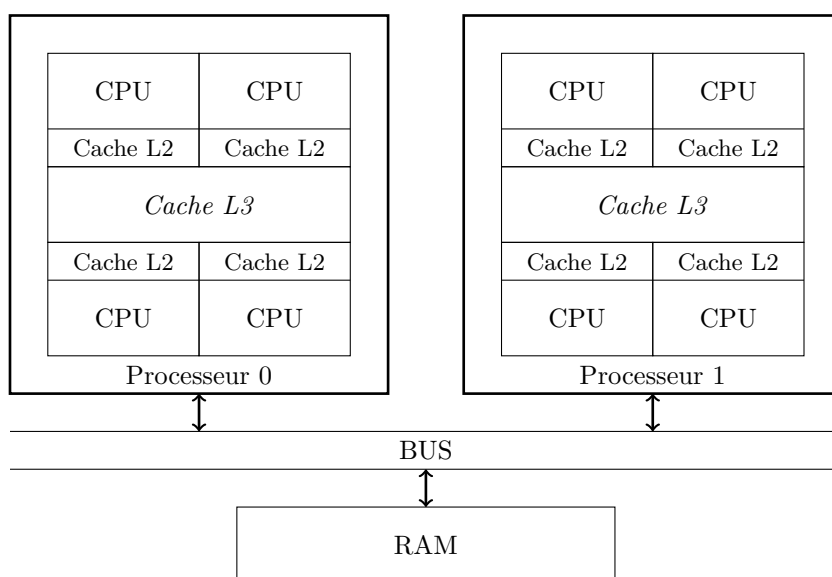 CPU CPU CPU CPU
Cache L2 Cache L2 Cache L2 Cache L2
Cache L3 Cache L3
Cache L2 Cache L2 Cache L2 Cache L2
CPU CPU CPU CPU
Processeur 0 Processeur 1
BUS
RAM